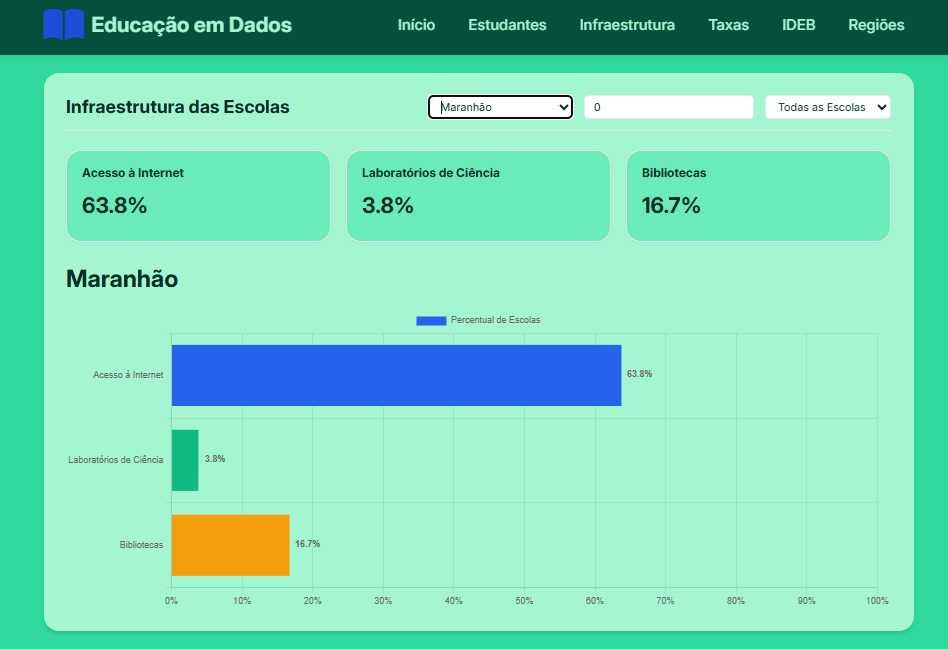 Educação em Dados Início Estudantes Infraestrutura Taxas IDEB Regiões
Infraestrutura das Escolas Maranhão 0 Todas as Escolas
Acesso à Internet
63.8%
Laboratórios de Ciência
3.8%
Bibliotecas
16.7%
Maranhão
Percentual de Escolas
Acesso à Internet 63.8%
Laboratórios de Ciência 3.8%
Bibliotecas 16.7%
0% 10% 20% 30% 40% 50% 60% 70% 80% 90% 100%